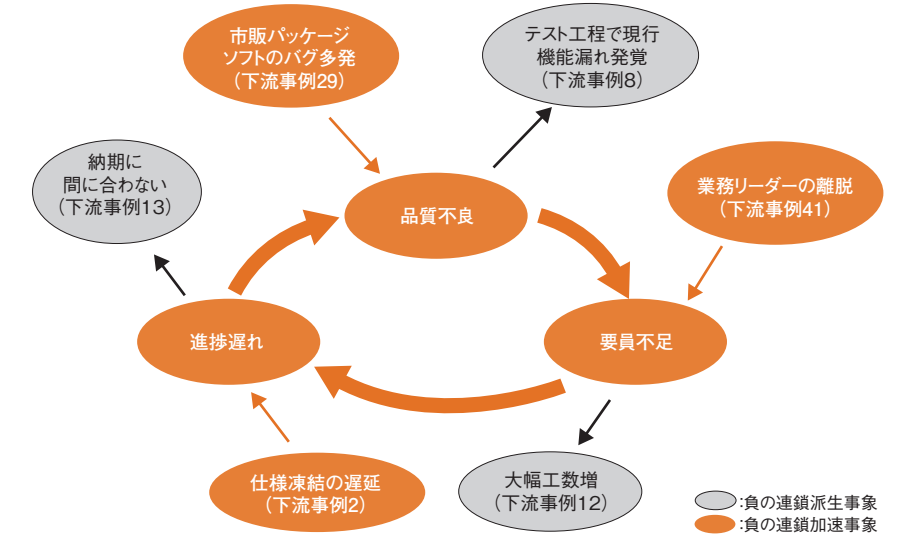 市販パッケージ
ソフトのバグ多発
(下流事例29)
テスト工程で現行
機能漏れ発覚
(下流事例8)
納期に
間に合わない
(下流事例13)
品質不良
業務リーダーの離脱
(下流事例41)
進捗遅れ
要員不足
仕様凍結の遅延
(下流事例2)
大幅工数増
(下流事例12)
:負の連鎖派生事象
:負の連鎖加速事象